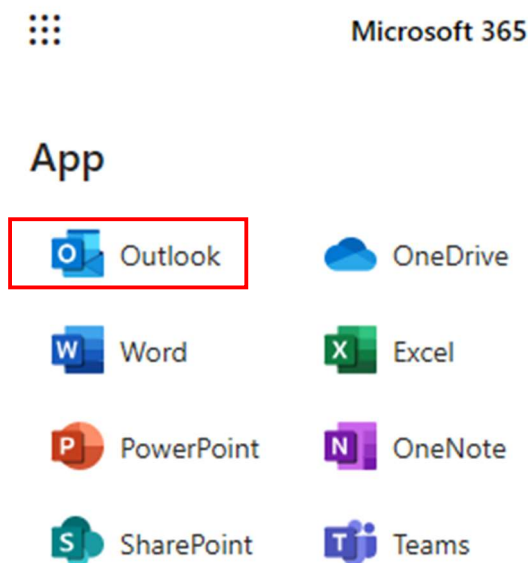 Microsoft 365
App
Outlook OneDrive
Word Excel
PowerPoint OneNote
SharePoint Teams